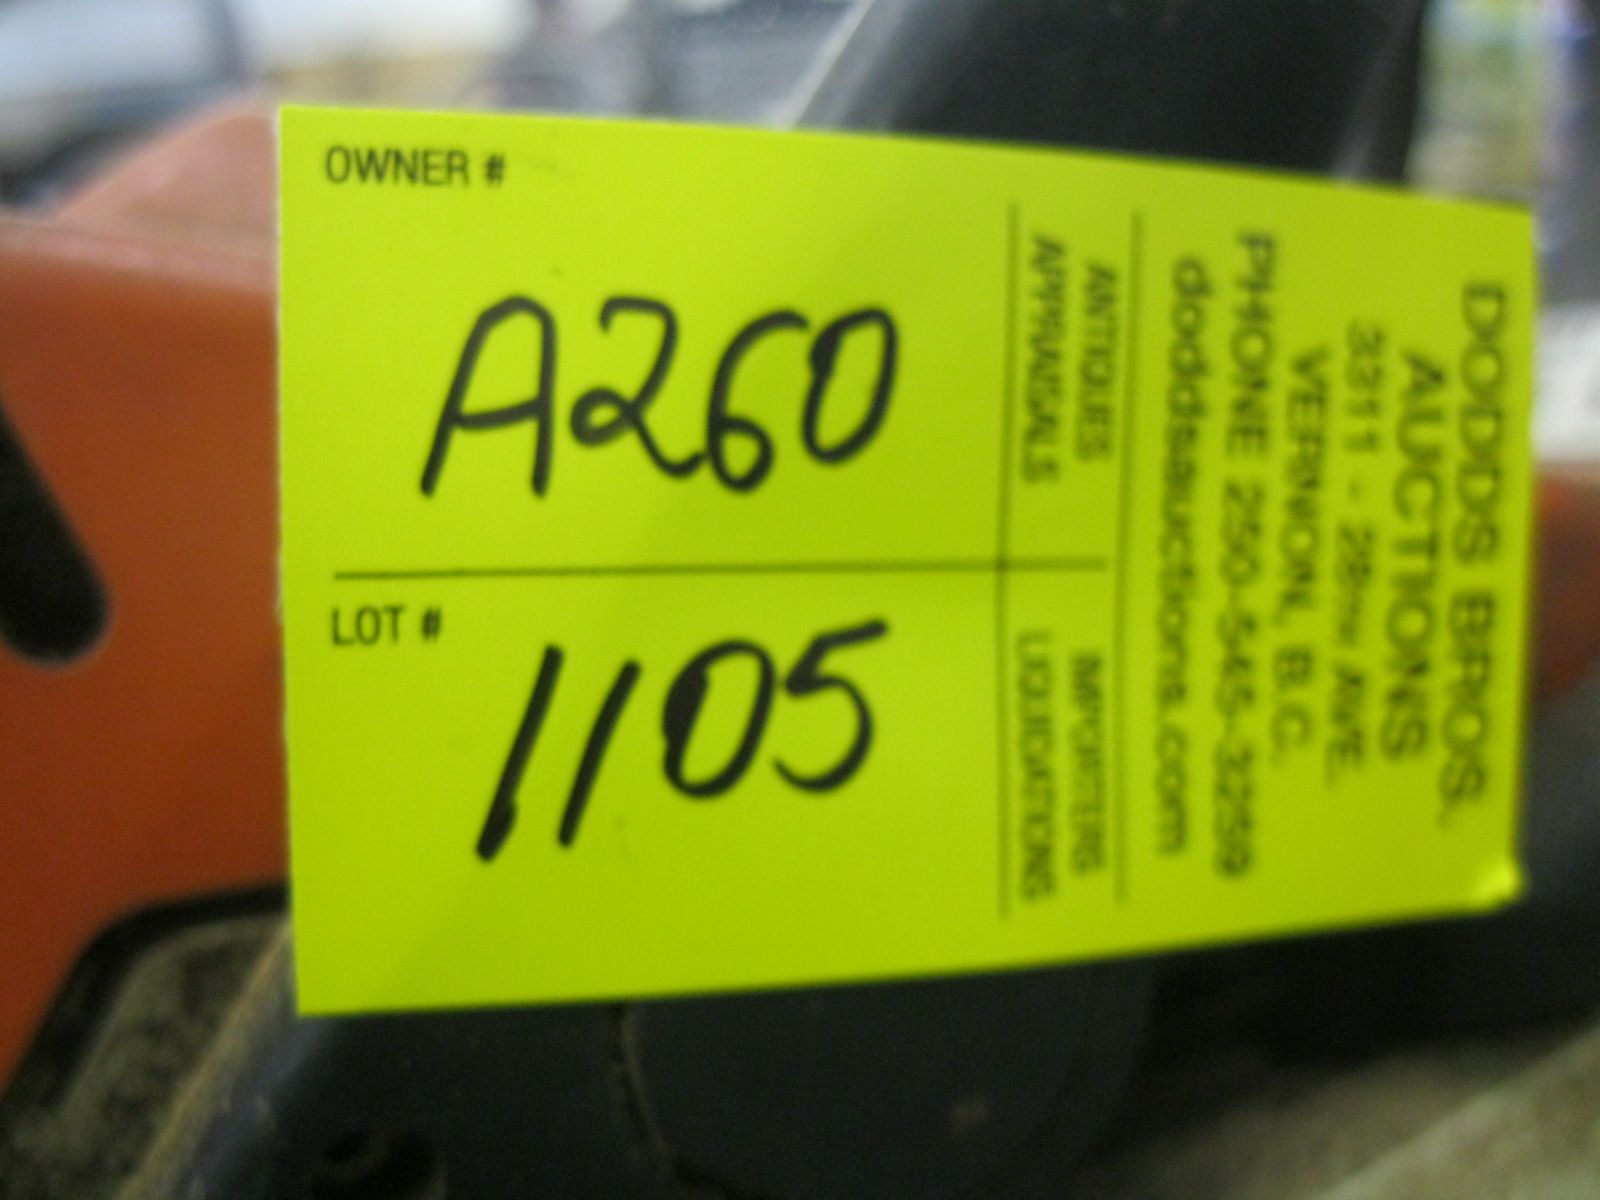 OWNER #
A260
LOT #
1105
DODDS BROS.
AUCTIONS
3311 - 28TH AVE.
VERNON, B.C.
PHONE 250-545-3259
doddsauctions.com
ANTIQUES
APPRAISALS
IMPORTERS
LIQUIDATIONS